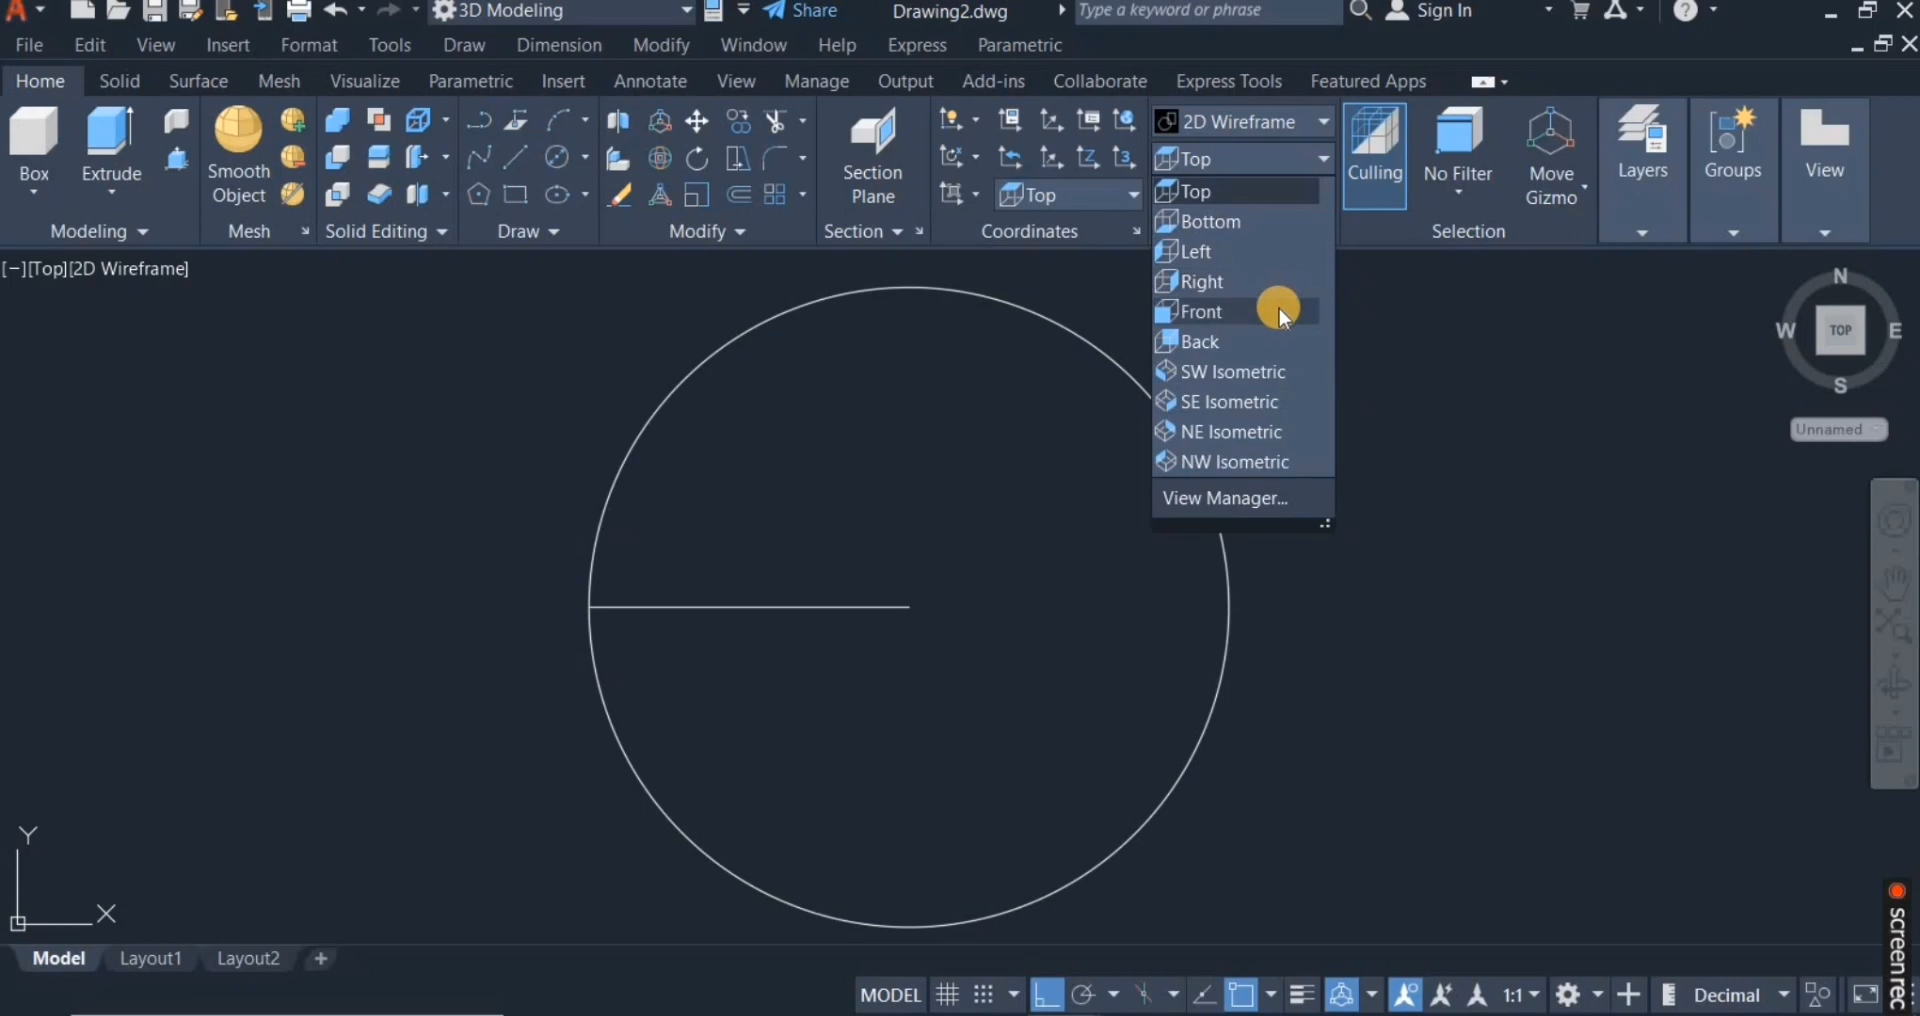 3D Modeling Share Drawing2.dwg Type a keyword or phrase Sign In
File Edit View Insert Format Tools Draw Dimension Modify Window Help Express Parametric
Home Solid Surface Mesh Visualize Parametric Insert Annotate View Manage Output Add-ins Collaborate Express Tools Featured Apps
2D Wireframe
Top
Box Extrude Smooth Object Section Plane Culling No Filter Move Gizmo Layers Groups View
Top
Modeling Mesh Solid Editing Draw Modify Section Coordinates Selection
Top
Bottom
Left
Right
Front
Back
SW Isometric
SE Isometric
NE Isometric
NW Isometric
View Manager...
[−][Top][2D Wireframe]
N
W TOP E
S
Unnamed
Y
X
Model Layout1 Layout2 +
MODEL 1:1 Decimal
screenrec